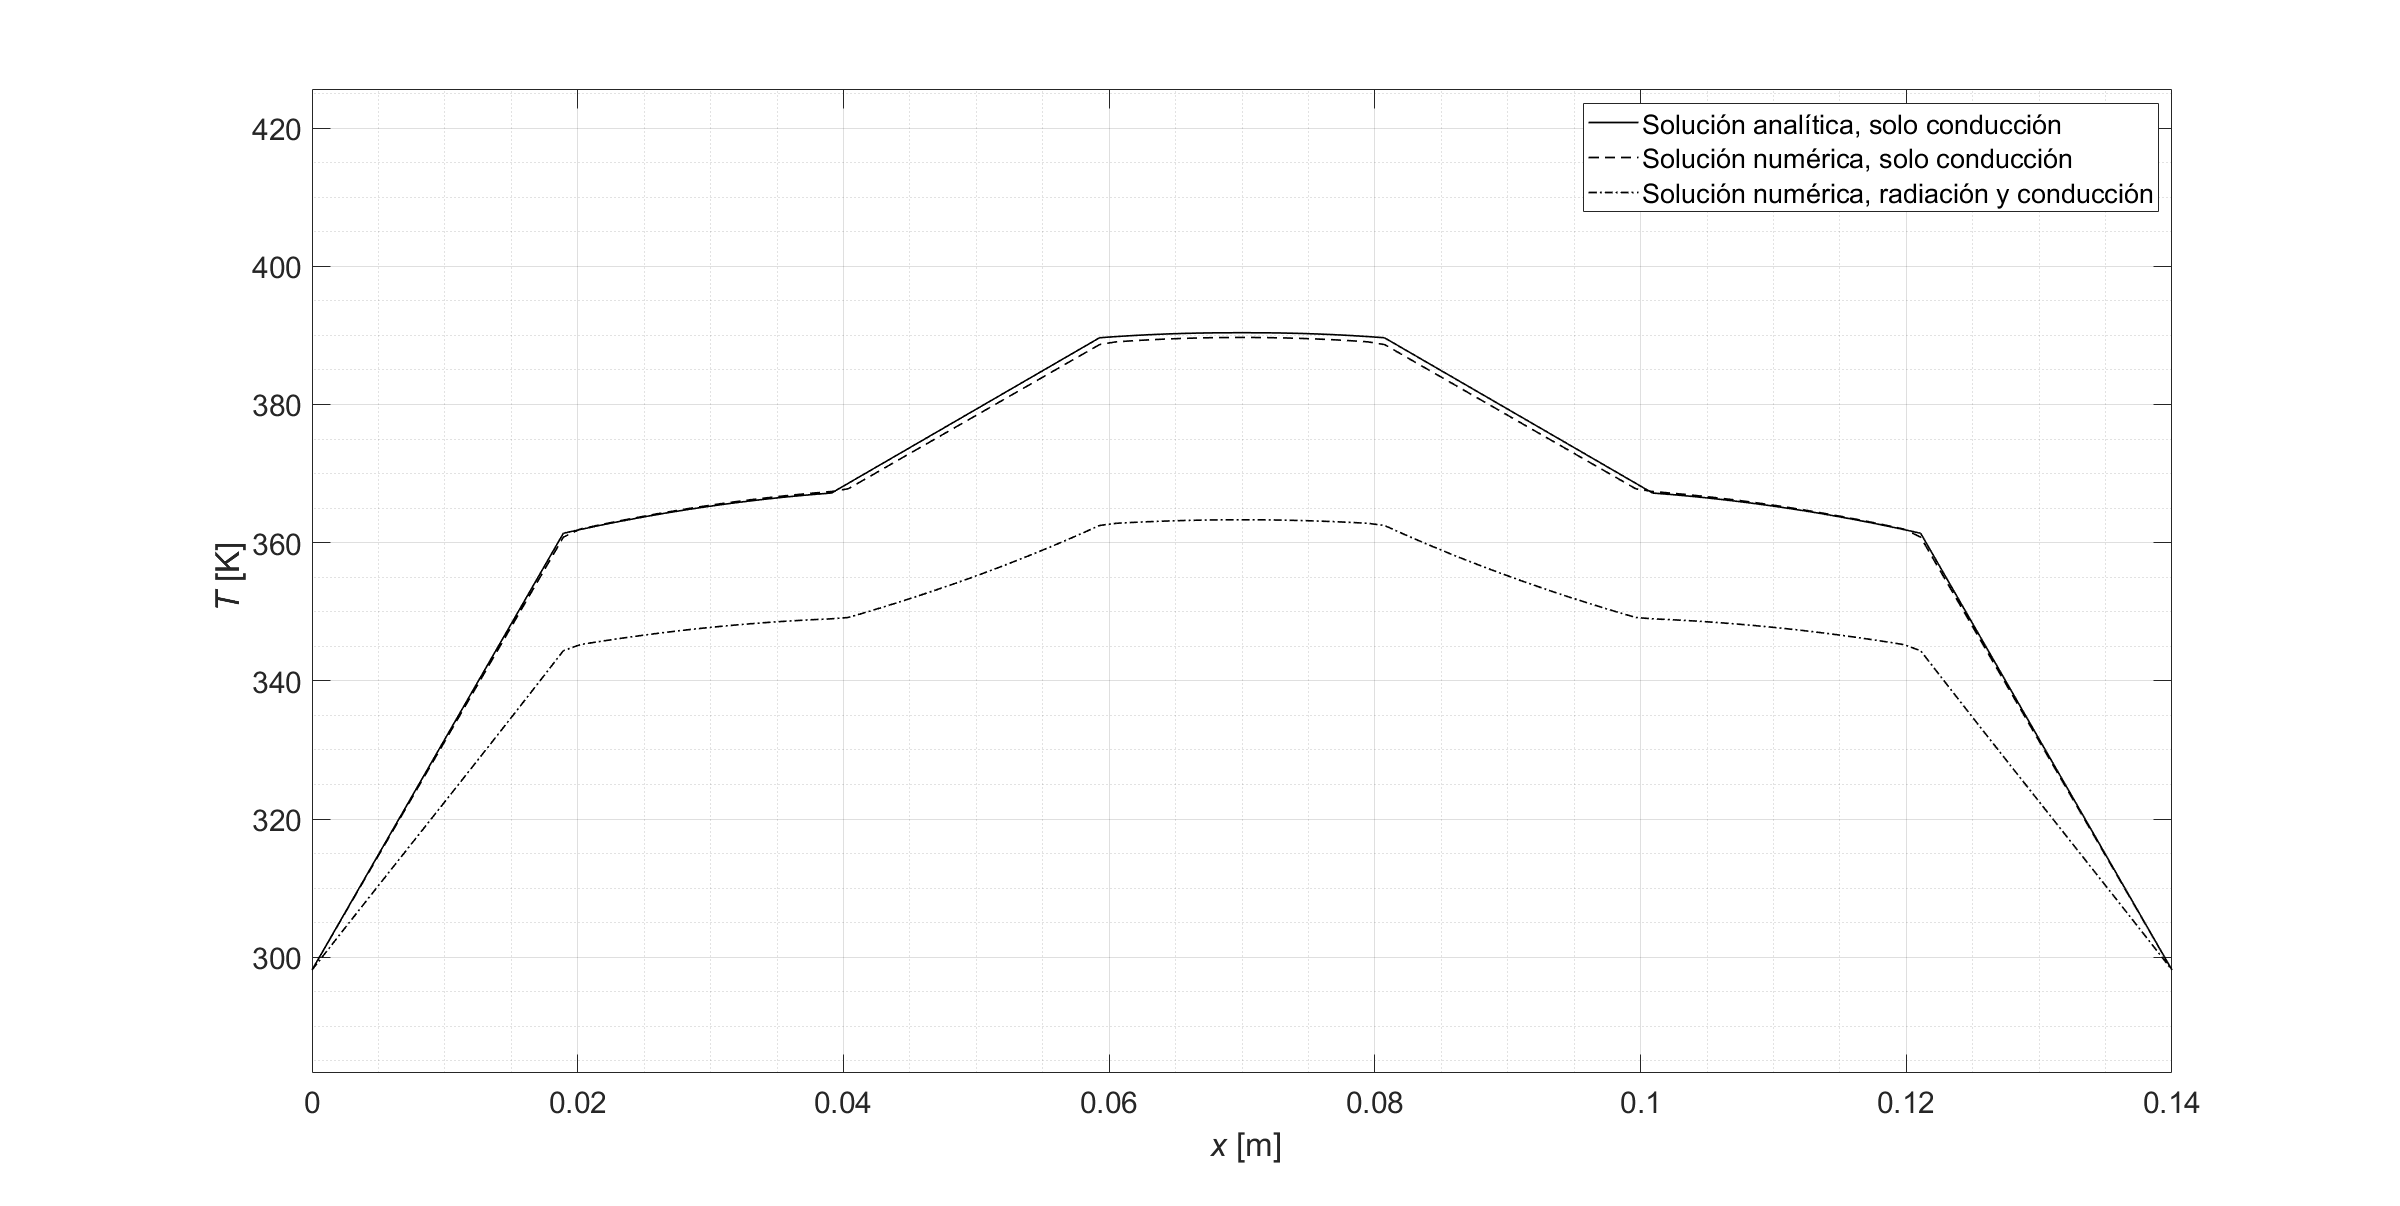 Solución analítica, solo conducción
Solución numérica, solo conducción
Solución numérica, radiación y conducción
420
400
380
360
340
320
300
T [K]
0 0.02 0.04 0.06 0.08 0.1 0.12 0.14
x [m]